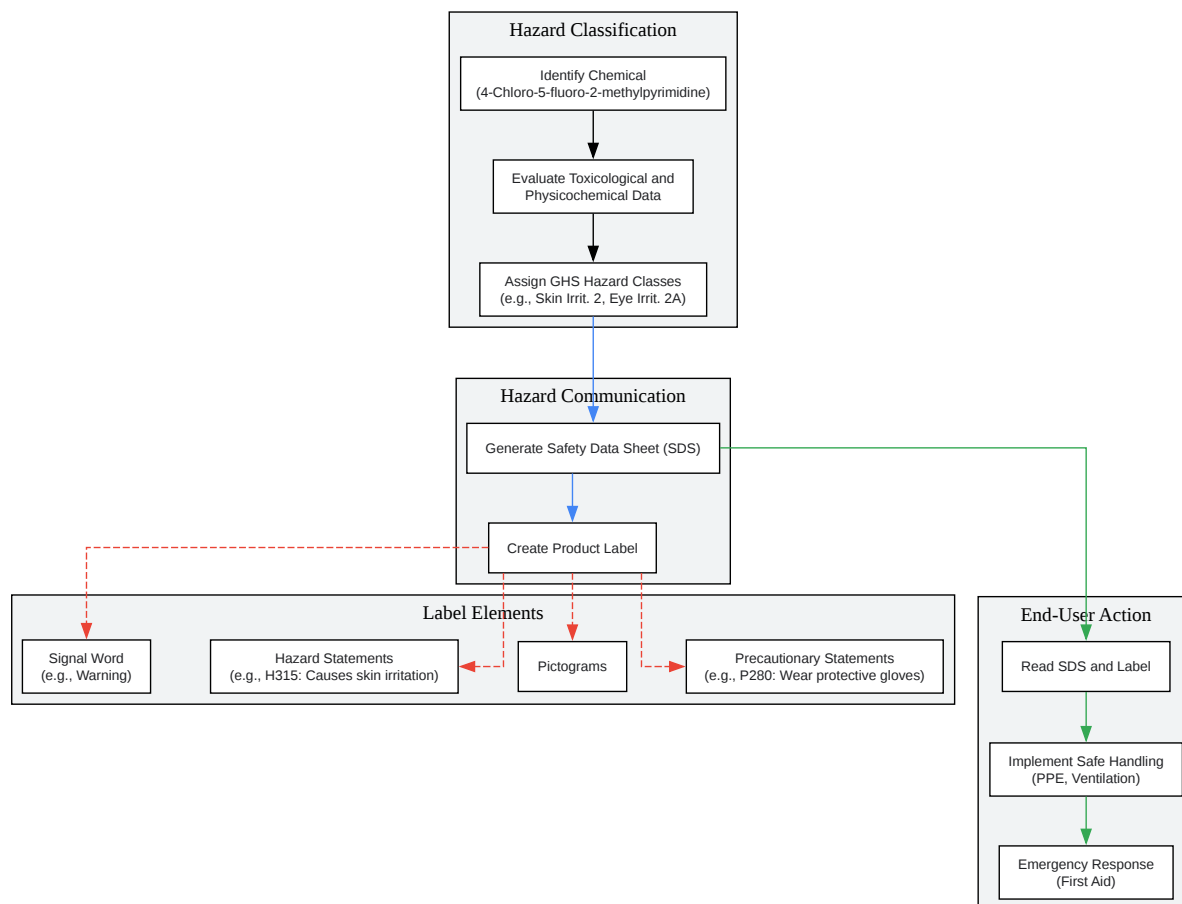 Hazard Classification
Identify Chemical
(4-Chloro-5-fluoro-2-methylpyrimidine)
Evaluate Toxicological and
Physicochemical Data
Assign GHS Hazard Classes
(e.g., Skin Irrit. 2, Eye Irrit. 2A)
Hazard Communication
Generate Safety Data Sheet (SDS)
Create Product Label
Label Elements
Signal Word
(e.g., Warning)
Hazard Statements
(e.g., H315: Causes skin irritation)
Pictograms
Precautionary Statements
(e.g., P280: Wear protective gloves)
End-User Action
Read SDS and Label
Implement Safe Handling
(PPE, Ventilation)
Emergency Response
(First Aid)